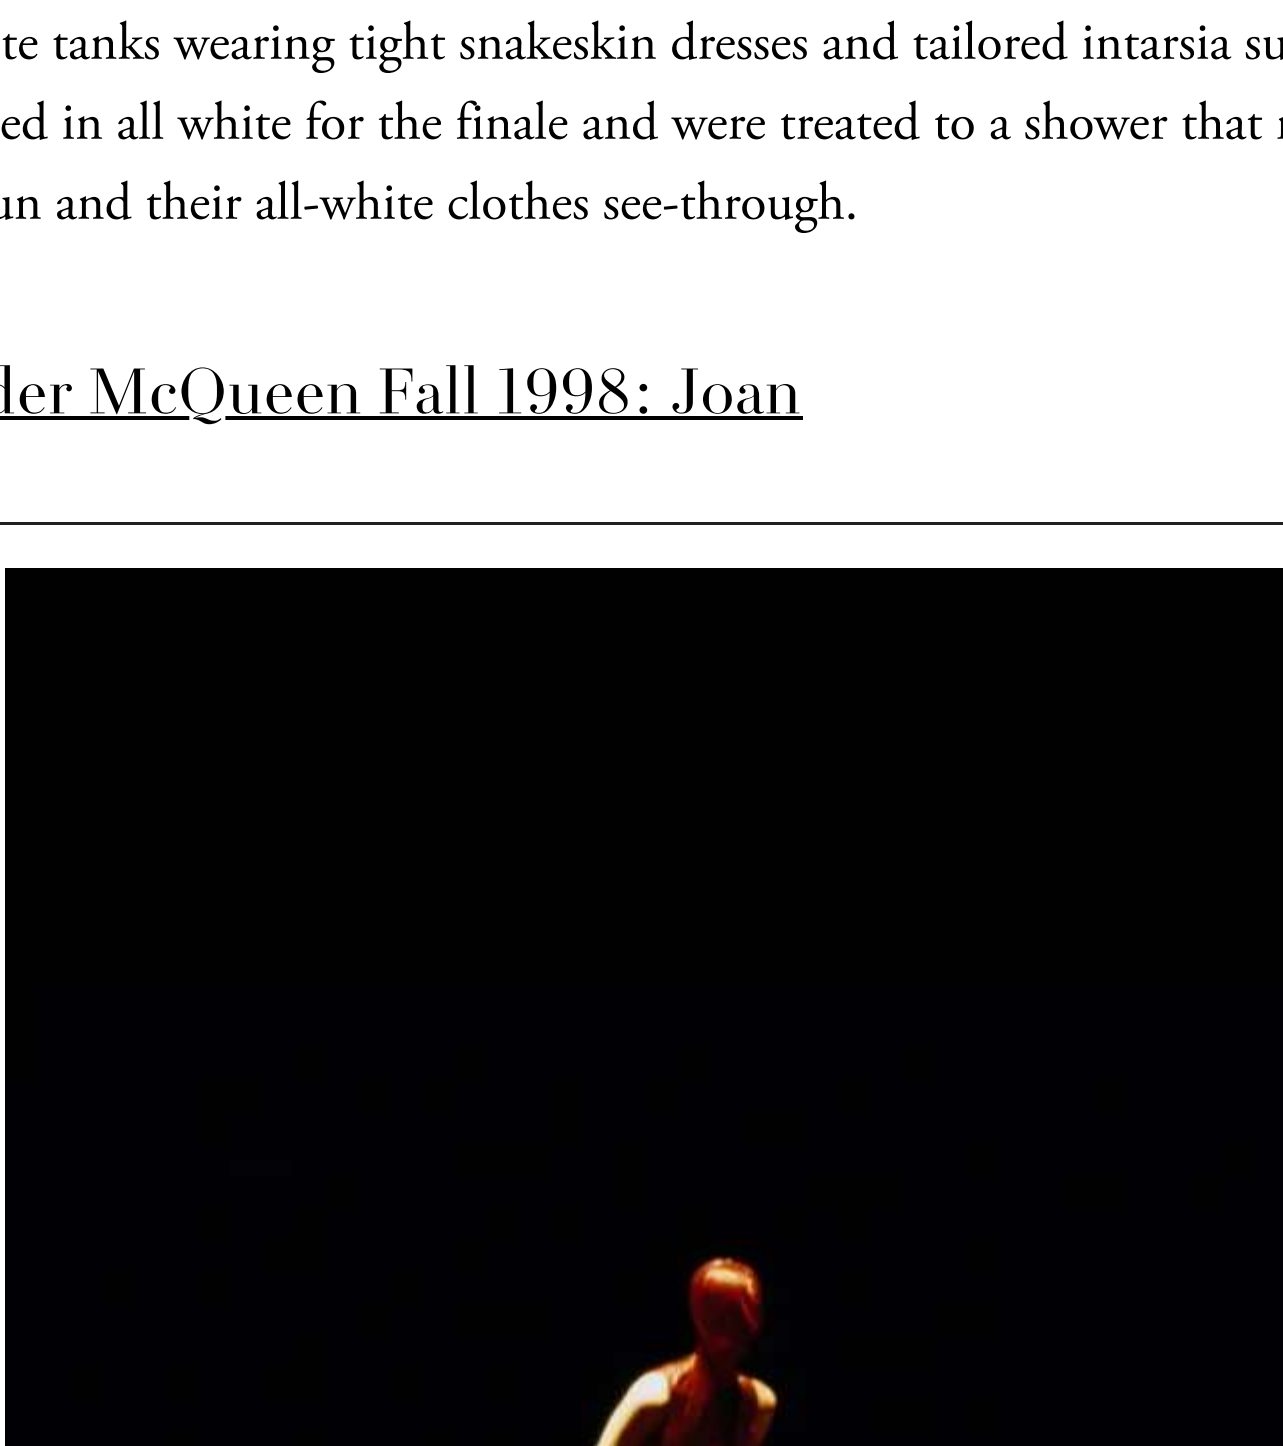 te tanks wearing tight snakeskin dresses and tailored intarsia su
ed in all white for the finale and were treated to a shower that
un and their all-white clothes see-through.
der McQueen Fall 1998: Joan